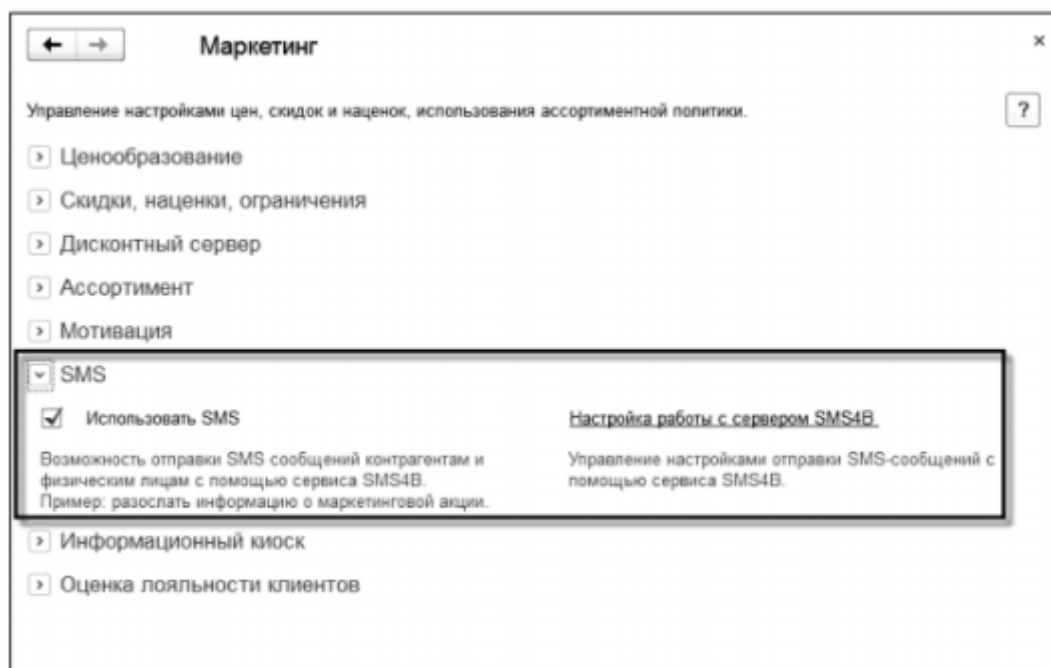 Маркетинг
Управление настройками цен, скидок и наценок, использования ассортиментной политики.
?
Ценообразование
Скидки, наценки, ограничения
Дисконтный сервер
Ассортимент
Мотивация
SMS
Использовать SMS
Настройка работы с сервером SMS4B.
Возможность отправки SMS сообщений контрагентам и
физическим лицам с помощью сервиса SMS4B.
Пример: разослать информацию о маркетинговой акции.
Управление настройками отправки SMS-сообщений с
помощью сервиса SMS4B.
Информационный киоск
Оценка лояльности клиентов